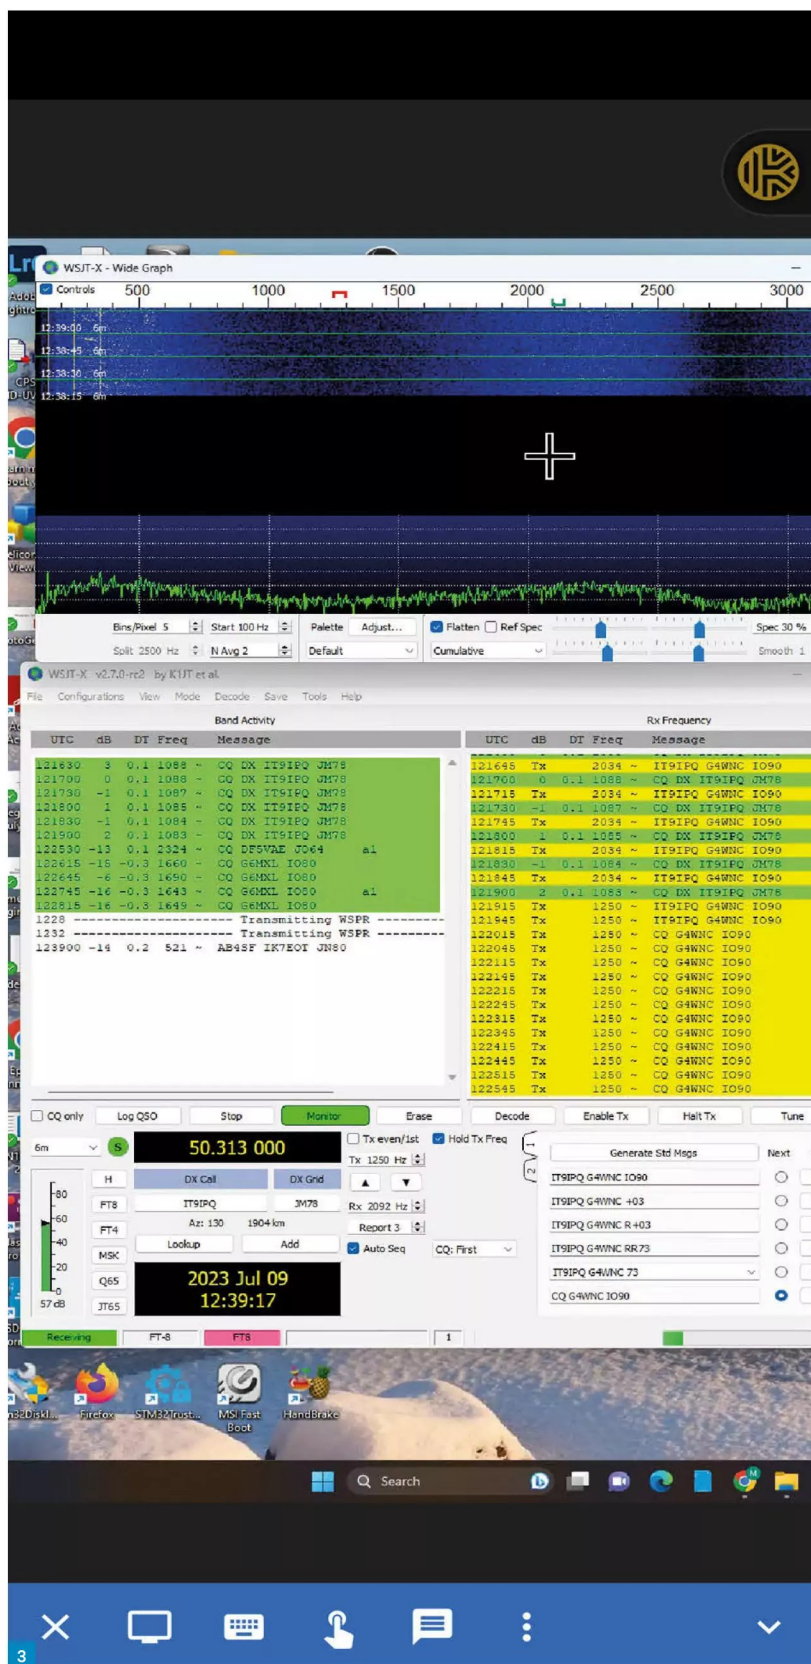 WSJT-X - Wide Graph
Controls 500 1000 1500 2000 2500 3000
12:39:00 6m
12:38:45 6m
12:38:30 6m
12:38:15 6m
Bins/Pixel 5 Start 100 Hz Palette Adjust... Flatten Ref Spec Spec 30 %
Split 2500 Hz N Avg 2 Default Cumulative Smooth 1
WSJT-X v2.7.0-rc2 by K1JT et al.
File Configurations View Mode Decode Save Tools Help
Band Activity
UTC dB DT Freq Message
121630 3 0.1 1088 ~ CQ DX IT9IPQ JM78
121700 0 0.1 1088 ~ CQ DX IT9IPQ JM78
121730 -1 0.1 1087 ~ CQ DX IT9IPQ JM78
121800 1 0.1 1085 ~ CQ DX IT9IPQ JM78
121830 -1 0.1 1084 ~ CQ DX IT9IPQ JM78
121900 2 0.1 1083 ~ CQ DX IT9IPQ JM78
122530 -13 0.1 2324 ~ CQ DF5VAE JO64 a1
122615 -15 -0.3 1660 ~ CQ G6MXL IO80
122645 -6 -0.3 1690 ~ CQ G6MXL IO80
122745 -16 -0.3 1643 ~ CQ G6MXL IO80 a1
122815 -16 -0.3 1649 ~ CQ G6MXL IO80
1228 ---------------- Transmitting WSPR -------
1232 ---------------- Transmitting WSPR -------
123900 -14 0.2 521 ~ AB4SF IK7EOT JN80
Rx Frequency
UTC dB DT Freq Message
121645 Tx 2034 ~ IT9IPQ G4WNC IO90
121700 0 0.1 1088 ~ CQ DX IT9IPQ JM78
121715 Tx 2034 ~ IT9IPQ G4WNC IO90
121730 -1 0.1 1087 ~ CQ DX IT9IPQ JM78
121745 Tx 2034 ~ IT9IPQ G4WNC IO90
121800 1 0.1 1085 ~ CQ DX IT9IPQ JM78
121815 Tx 2034 ~ IT9IPQ G4WNC IO90
121830 -1 0.1 1084 ~ CQ DX IT9IPQ JM78
121845 Tx 2034 ~ IT9IPQ G4WNC IO90
121900 2 0.1 1083 ~ CQ DX IT9IPQ JM78
121915 Tx 1250 ~ IT9IPQ G4WNC IO90
121945 Tx 1250 ~ IT9IPQ G4WNC IO90
122015 Tx 1250 ~ CQ G4WNC IO90
122045 Tx 1250 ~ CQ G4WNC IO90
122115 Tx 1250 ~ CQ G4WNC IO90
122145 Tx 1250 ~ CQ G4WNC IO90
122215 Tx 1250 ~ CQ G4WNC IO90
122245 Tx 1250 ~ CQ G4WNC IO90
122315 Tx 1250 ~ CQ G4WNC IO90
122345 Tx 1250 ~ CQ G4WNC IO90
122415 Tx 1250 ~ CQ G4WNC IO90
122445 Tx 1250 ~ CQ G4WNC IO90
122515 Tx 1250 ~ CQ G4WNC IO90
122545 Tx 1250 ~ CQ G4WNC IO90
CQ only Log QSO Stop Monitor Erase Decode Enable Tx Halt Tx Tune
6m S 50.313 000 Tx even/1st Hold Tx Freq 1
Tx 1250 Hz 2 Generate Std Msgs Next
H DX Call DX Grid
-80
FT8 IT9IPQ JM78 Rx 2092 Hz
-60 Az: 130 1904 km Report 3
FT4
-40 Lookup Add Auto Seq CQ: First
MSK
-20
Q65 2023 Jul 09
-0 12:39:17
57 dB JT65
IT9IPQ G4WNC IO90
IT9IPQ G4WNC +03
IT9IPQ G4WNC R+03
IT9IPQ G4WNC RR73
IT9IPQ G4WNC 73
CQ G4WNC IO90
Receiving FT-8 FT8 1
Firefox STM32Trust... MSI Fast Boot HandBrake
Search
3